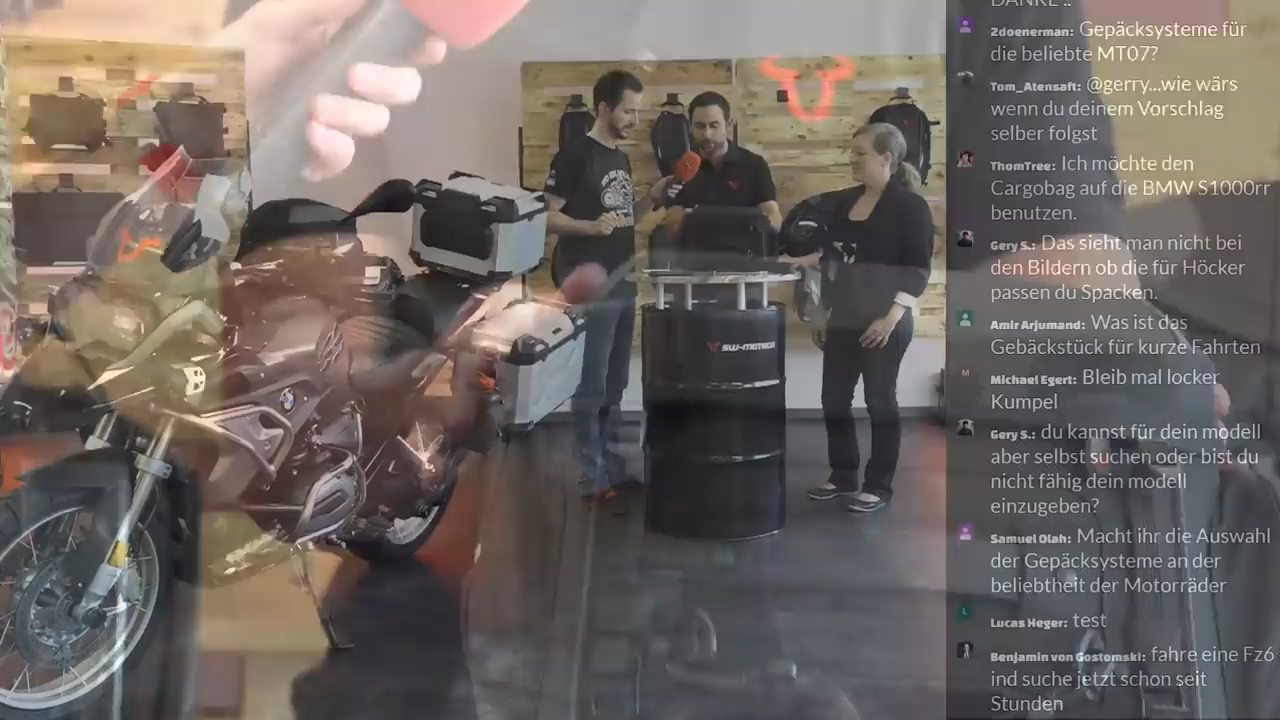 DANKE ..
2doenerman: Gepäcksysteme für
die beliebte MT07?
Tom_Atensaft: @gerry...wie wärs
wenn du deinem Vorschlag
selber folgst
ThomTree: Ich möchte den
Cargobag auf die BMW S1000rr
benutzen.
Gery S.: Das sieht man nicht bei
den Bildern ob die für Höcker
passen du Spacken.
Amir Arjumand: Was ist das
Gebäckstück für kurze Fahrten
M
Michael Egert: Bleib mal locker
Kumpel
Gery S.: du kannst für dein modell
aber selbst suchen oder bist du
nicht fähig dein modell
einzugeben?
Samuel Olah: Macht ihr die Auswahl
der Gepäcksysteme an der
beliebtheit der Motorräder
L
Lucas Heger: test
Benjamin von Gostomski: fahre eine Fz6
ind suche jetzt schon seit
Stunden
SW-MOTECH